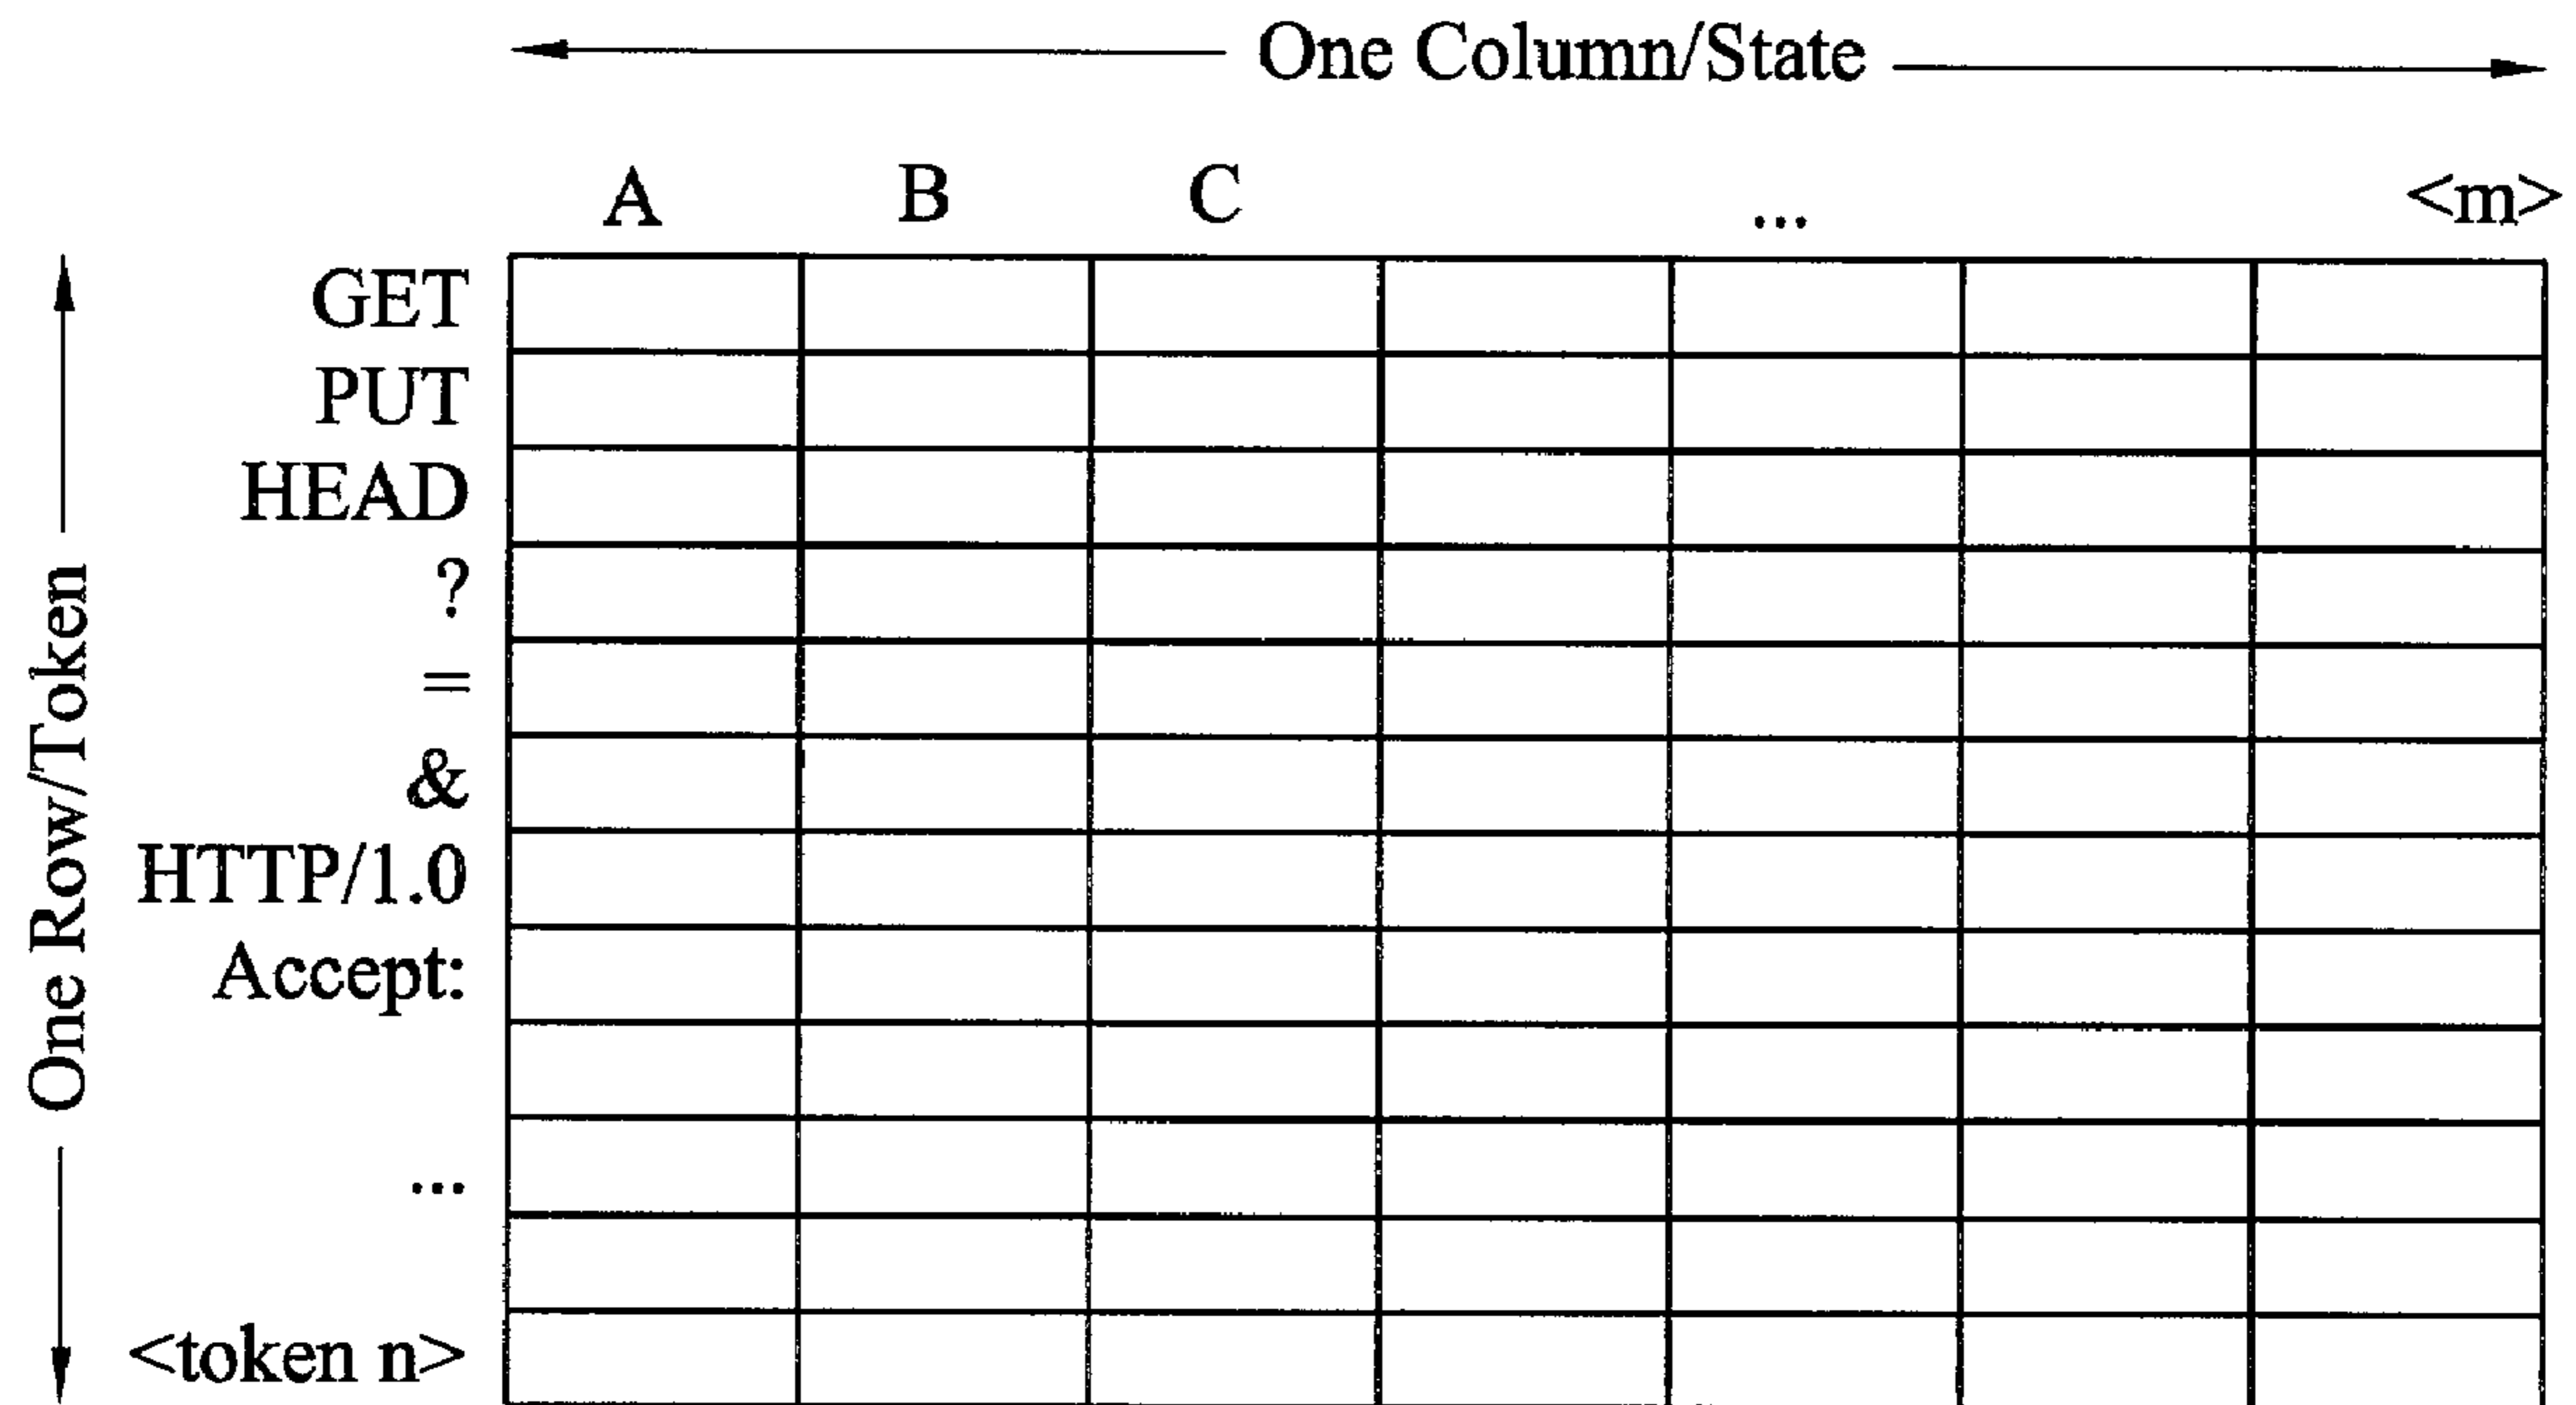 One Column/State
A B C ... <m>
One Row/Token
GET
PUT
HEAD
?
=
&
HTTP/1.0
Accept:
...
<token n>